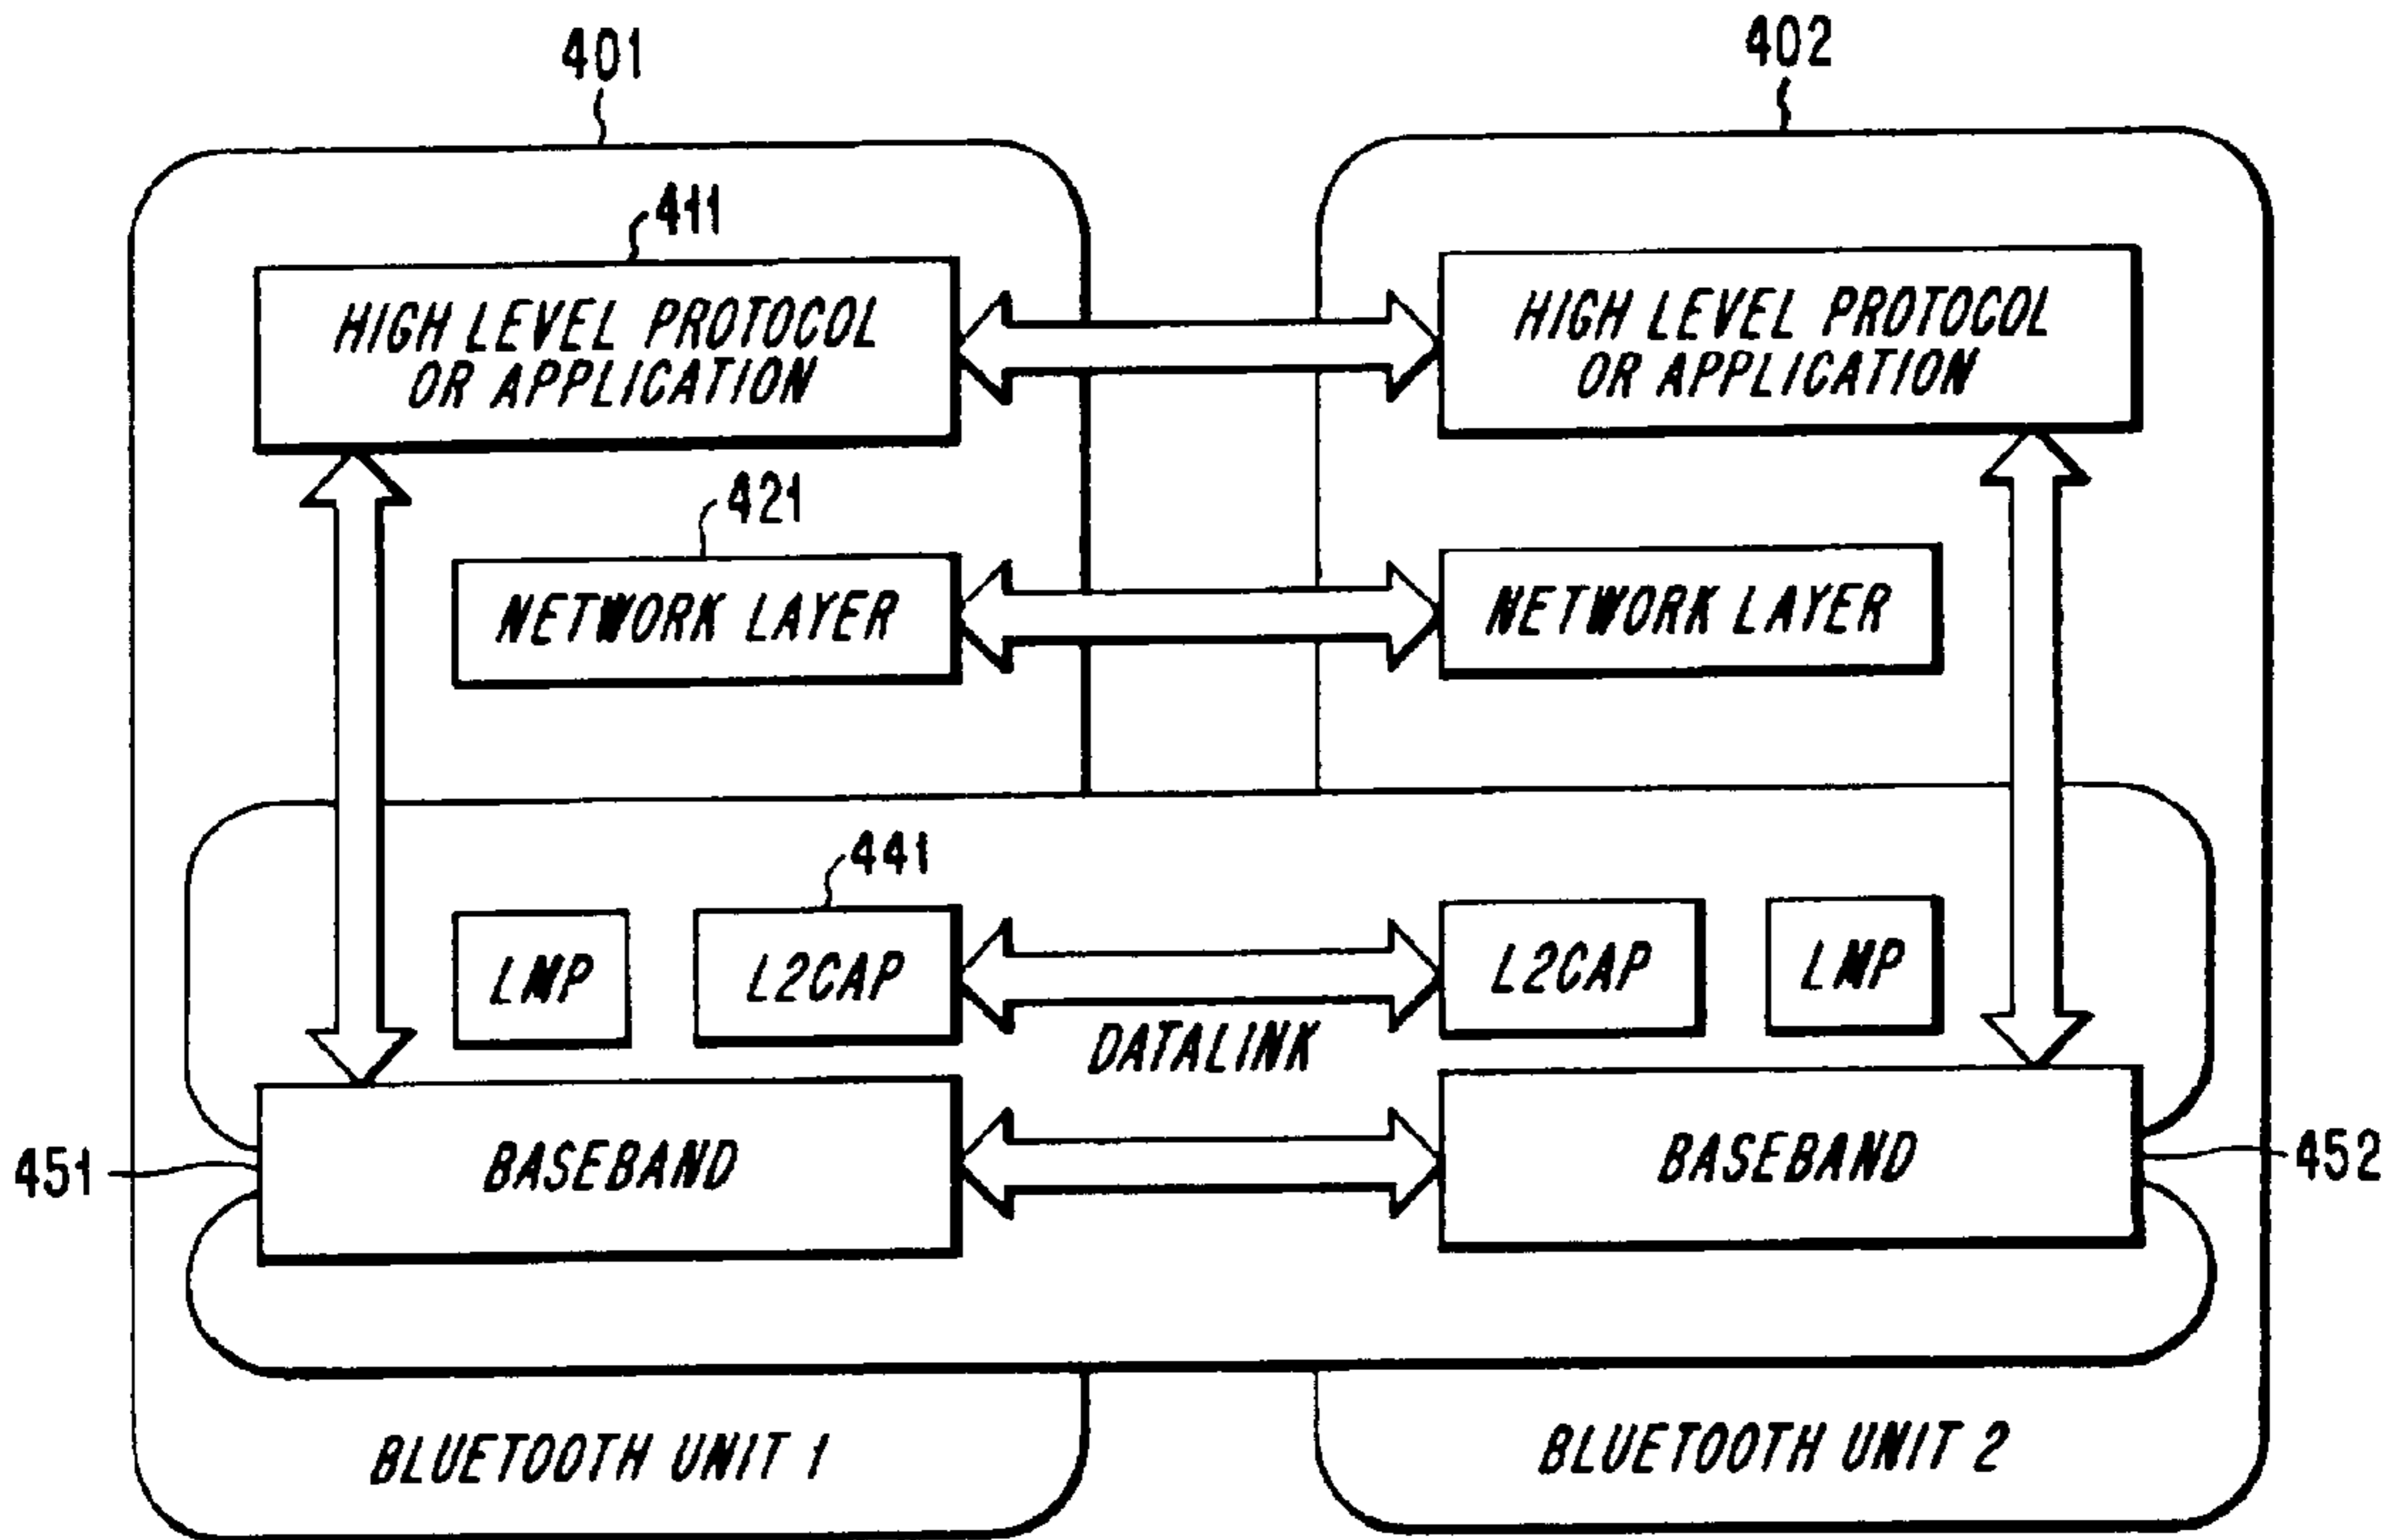 401
402
411
HIGH LEVEL PROTOCOL
OR APPLICATION
HIGH LEVEL PROTOCOL
OR APPLICATION
421
NETWORK LAYER
NETWORK LAYER
441
LMP
L2CAP
L2CAP
LMP
DATALINK
451
BASEBAND
BASEBAND
452
BLUETOOTH UNIT 1
BLUETOOTH UNIT 2